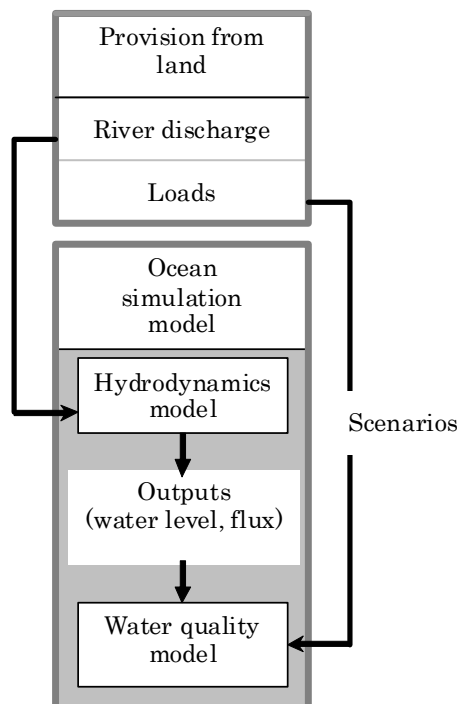 Provision from
land
River discharge
Loads
Ocean
simulation
model
Hydrodynamics
model
Scenarios
Outputs
(water level, flux)
Water quality
model